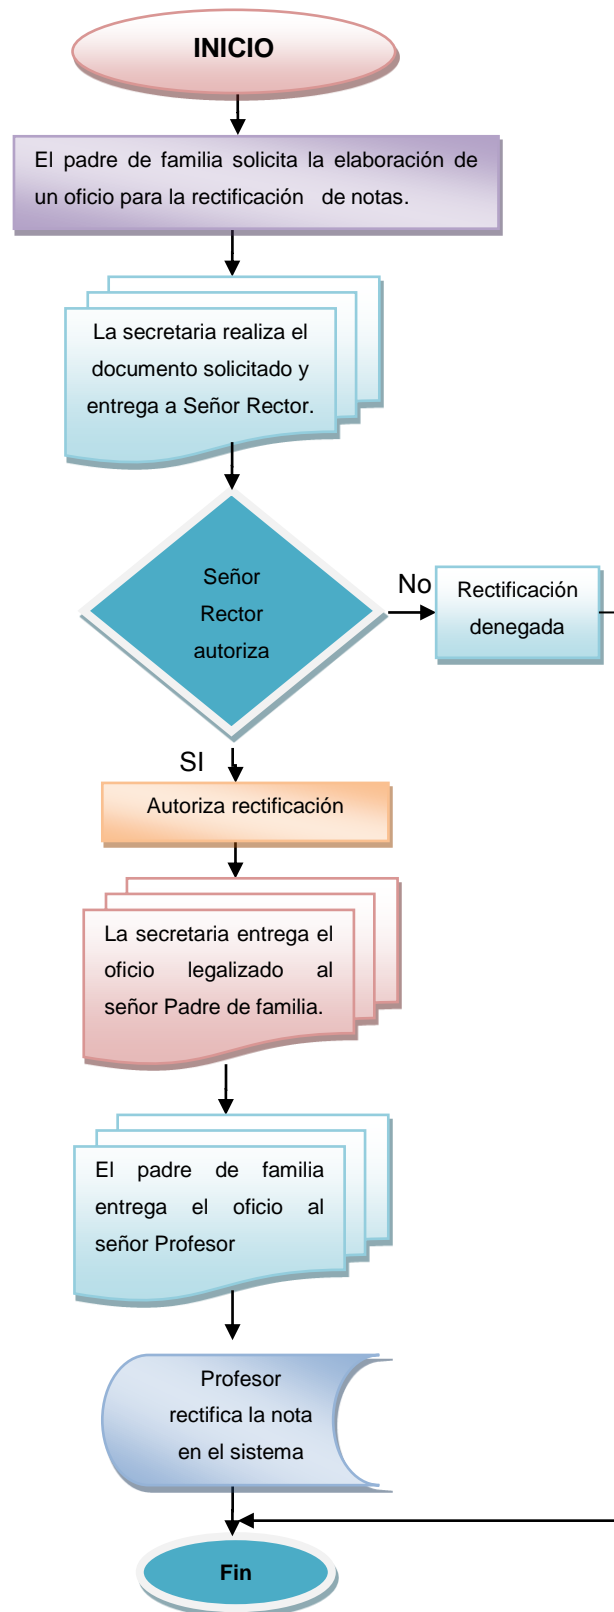 INICIO
El padre de familia solicita la elaboración de
un oficio para la rectificación de notas.
La secretaria realiza el
documento solicitado y
entrega a Señor Rector.
Señor
Rector
autoriza
No
Rectificación
denegada
SI
Autoriza rectificación
La secretaria entrega el
oficio legalizado al
señor Padre de familia.
El padre de familia
entrega el oficio al
señor Profesor
Profesor
rectifica la nota
en el sistema
Fin